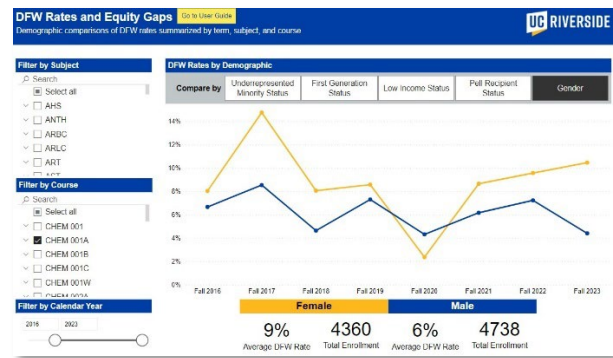 DFW Rates and Equity Gaps
Go to User Guide
Demographic comparisons of DFW rates summarized by term, subject, and course
UC RIVERSIDE
Filter by Subject
Search
Select all
AHS
ANTH
ARBC
ARLC
ART
AST
Filter by Course
Search
Select all
CHEM 001
CHEM 001A
CHEM 001B
CHEM 001C
CHEM 001W
CHEM 002A
Filter by Calendar Year
2016 2023
DFW Rates by Demographic
Compare by
Underrepresented
Minority Status
First Generation
Status
Low Income Status
Pell Recipient
Status
Gender
14%
12%
10%
8%
6%
4%
2%
0%
Fall 2016 Fall 2017 Fall 2018 Fall 2019 Fall 2020 Fall 2021 Fall 2022 Fall 2023
Female Male
9% 4360 6% 4738
Average DFW Rate Total Enrollment Average DFW Rate Total Enrollment